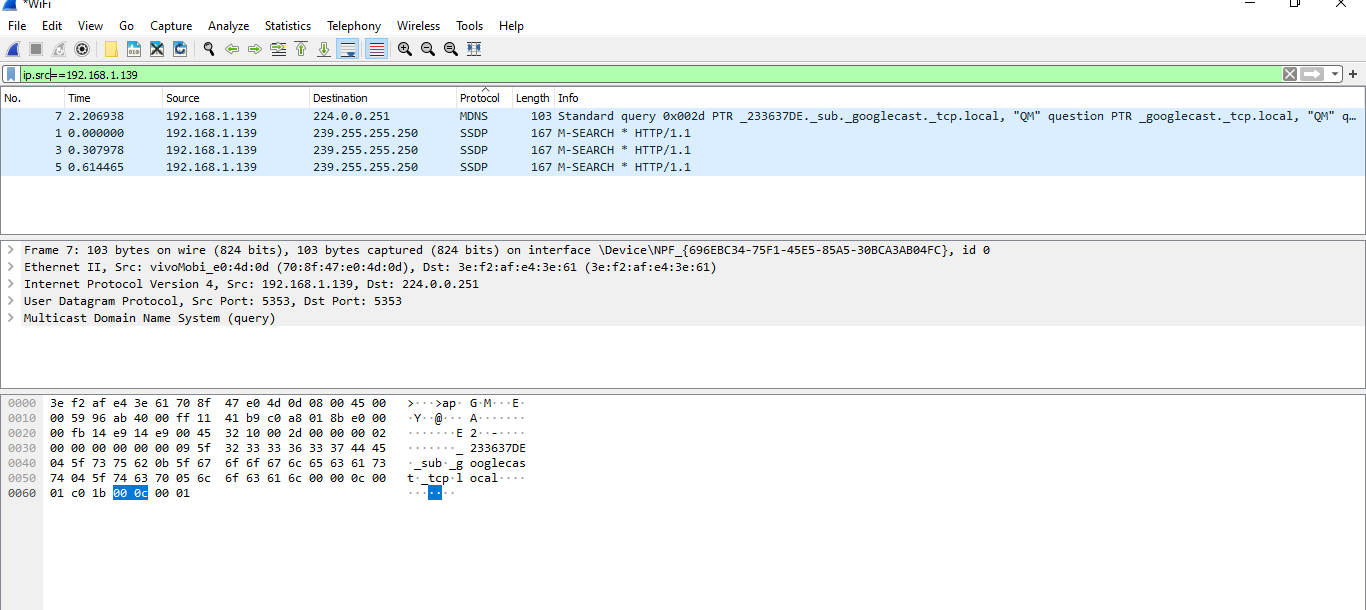 *WiFi
File Edit View Go Capture Analyze Statistics Telephony Wireless Tools Help
ip.src==192.168.1.139
No. Time Source Destination Protocol Length Info
7 2.206938 192.168.1.139 224.0.0.251 MDNS 103 Standard query 0x002d PTR _233637DE._sub._googlecast._tcp.local, "QM" question PTR _googlecast._tcp.local, "QM" q…
1 0.000000 192.168.1.139 239.255.255.250 SSDP 167 M-SEARCH * HTTP/1.1
3 0.307978 192.168.1.139 239.255.255.250 SSDP 167 M-SEARCH * HTTP/1.1
5 0.614465 192.168.1.139 239.255.255.250 SSDP 167 M-SEARCH * HTTP/1.1
Frame 7: 103 bytes on wire (824 bits), 103 bytes captured (824 bits) on interface \Device\NPF_{696EBC34-75F1-45E5-85A5-30BCA3AB04FC}, id 0
Ethernet II, Src: vivoMobi_e0:4d:0d (70:8f:47:e0:4d:0d), Dst: 3e:f2:af:e4:3e:61 (3e:f2:af:e4:3e:61)
Internet Protocol Version 4, Src: 192.168.1.139, Dst: 224.0.0.251
User Datagram Protocol, Src Port: 5353, Dst Port: 5353
Multicast Domain Name System (query)
0000 3e f2 af e4 3e 61 70 8f 47 e0 4d 0d 08 00 45 00 >···>ap· G·M···E·
0010 00 59 96 ab 40 00 ff 11 41 b9 c0 a8 01 8b e0 00 ·Y··@··· A·······
0020 00 fb 14 e9 14 e9 00 45 32 10 00 2d 00 00 00 02 ·······E 2··-····
0030 00 00 00 00 00 00 09 5f 32 33 33 36 33 37 44 45 ·······_ 233637DE
0040 04 5f 73 75 62 0b 5f 67 6f 6f 67 6c 65 63 61 73 ·_sub·_g ooglecas
0050 74 04 5f 74 63 70 05 6c 6f 63 61 6c 00 00 0c 00 t·_tcp·l ocal····
0060 01 c0 1b 00 0c 00 01 ·······